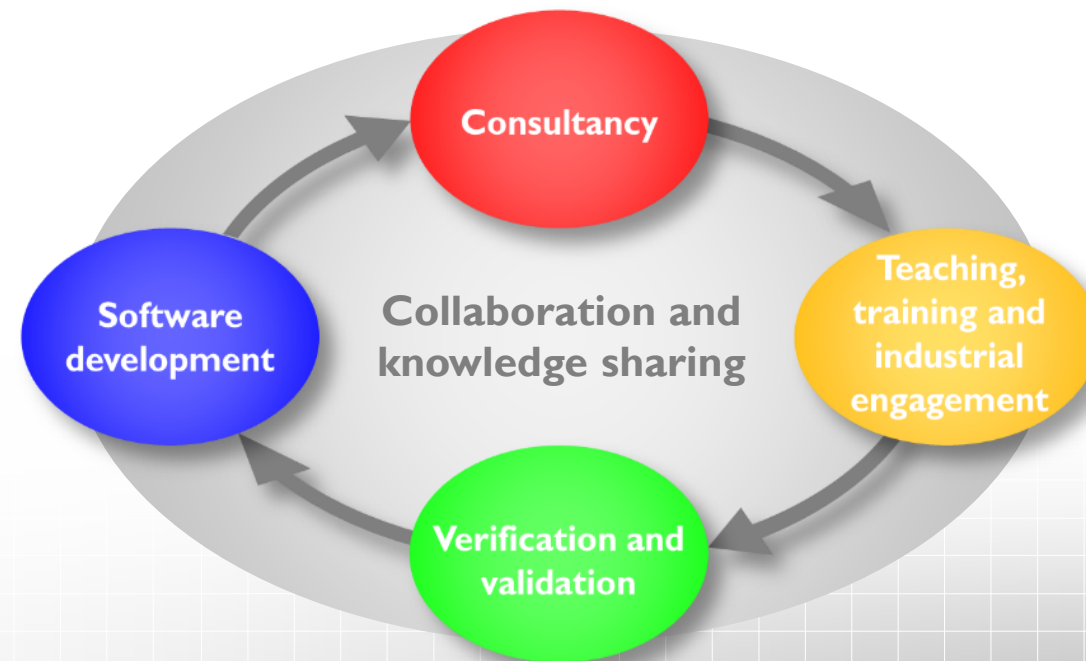 Consultancy
Teaching,
training and
industrial
engagement
Software
development
Collaboration and
knowledge sharing
Verification and
validation